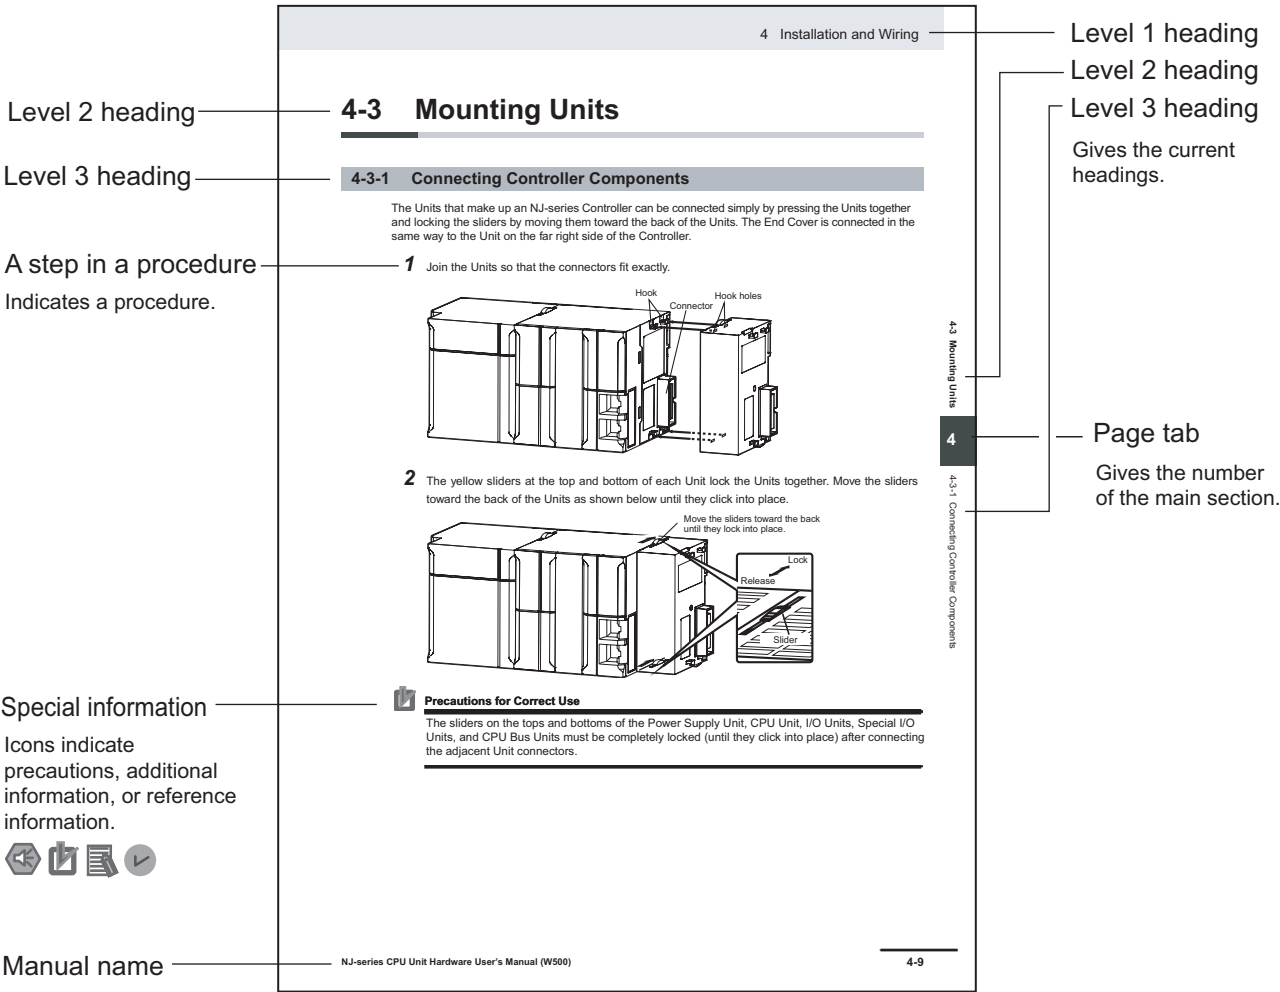 4 Installation and Wiring
Level 1 heading
Level 2 heading
Level 3 heading
Gives the current
headings.
Level 2 heading
4-3 Mounting Units
Level 3 heading
4-3-1 Connecting Controller Components
The Units that make up an NJ-series Controller can be connected simply by pressing the Units together
and locking the sliders by moving them toward the back of the Units. The End Cover is connected in the
same way to the Unit on the far right side of the Controller.
A step in a procedure
Indicates a procedure.
1 Join the Units so that the connectors fit exactly.
Hook
Connector
Hook holes
4-3 Mounting Units
4
Page tab
Gives the number
of the main section.
4-3-1 Connecting Controller Components
2 The yellow sliders at the top and bottom of each Unit lock the Units together. Move the sliders
toward the back of the Units as shown below until they click into place.
Move the sliders toward the back
until they lock into place.
Lock
Release
Slider
Special information
Icons indicate
precautions, additional
information, or reference
information.
Precautions for Correct Use
The sliders on the tops and bottoms of the Power Supply Unit, CPU Unit, I/O Units, Special I/O
Units, and CPU Bus Units must be completely locked (until they click into place) after connecting
the adjacent Unit connectors.
Manual name
NJ-series CPU Unit Hardware User's Manual (W500)
4-9